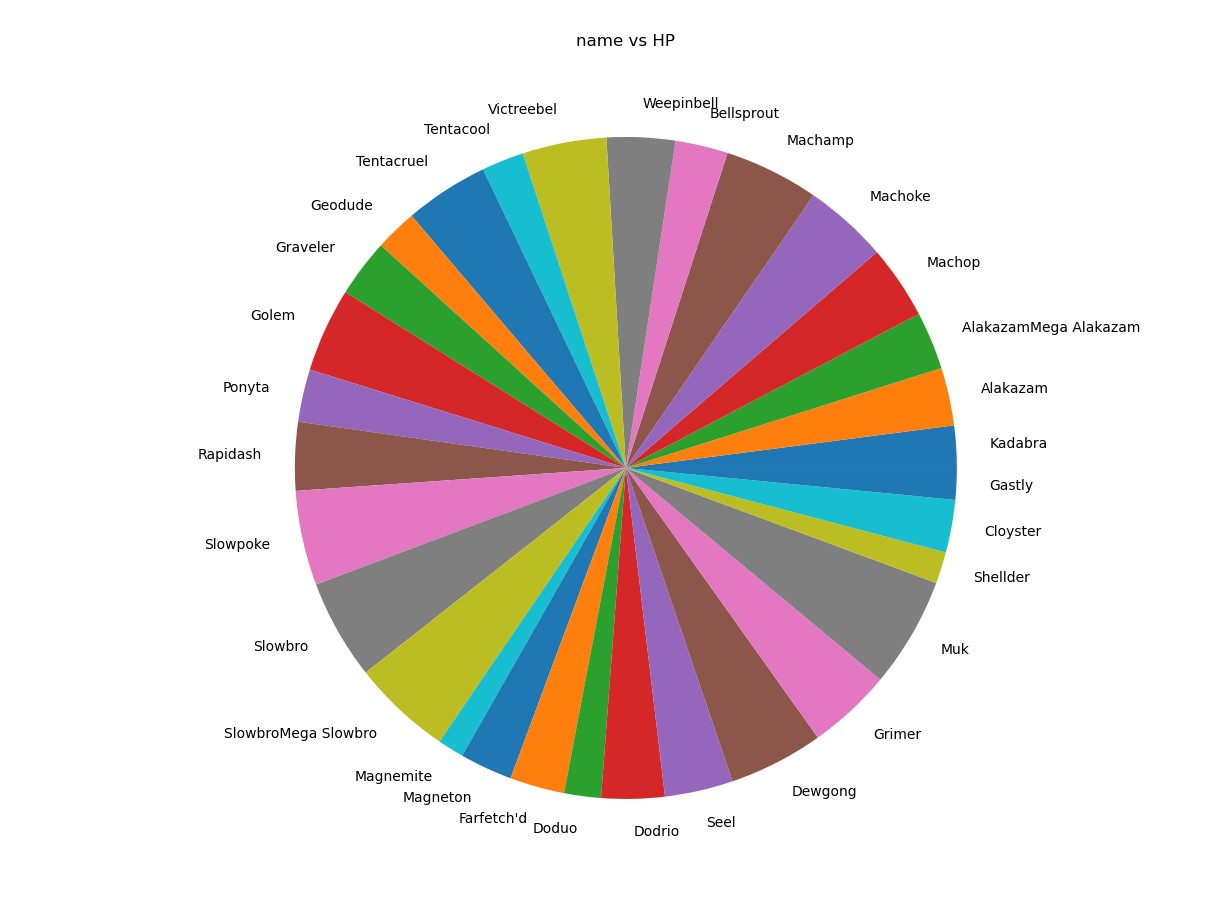 name vs HP
Weepinbell
Bellsprout
Victreebel
Tentacool
Machamp
Tentacruel
Machoke
Geodude
Graveler
Machop
Golem
AlakazamMega Alakazam
Ponyta
Alakazam
Kadabra
Rapidash
Gastly
Cloyster
Slowpoke
Shellder
Slowbro
Muk
SlowbroMega Slowbro
Grimer
Magnemite
Dewgong
Magneton
Farfetch'd
Seel
Doduo
Dodrio